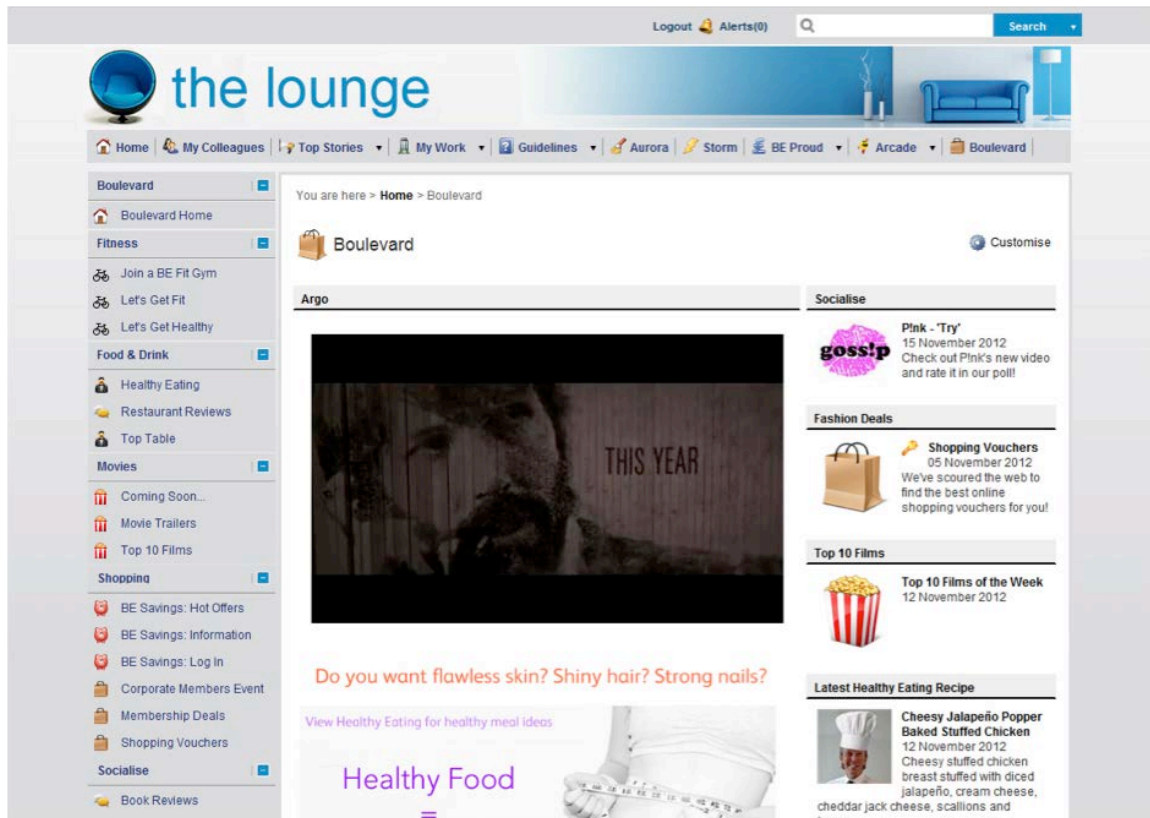 Logout Alerts(0) Search
the lounge
Home My Colleagues Top Stories My Work Guidelines Aurora Storm BE Proud Arcade Boulevard
Boulevard
Boulevard Home
Fitness
Join a BE Fit Gym
Let's Get Fit
Let's Get Healthy
Food & Drink
Healthy Eating
Restaurant Reviews
Top Table
Movies
Coming Soon...
Movie Trailers
Top 10 Films
Shopping
BE Savings: Hot Offers
BE Savings: Information
BE Savings: Log In
Corporate Members Event
Membership Deals
Shopping Vouchers
Socialise
Book Reviews
You are here > Home > Boulevard
Boulevard
Customise
Argo
THIS YEAR
Do you want flawless skin? Shiny hair? Strong nails?
View Healthy Eating for healthy meal ideas
Healthy Food
=
Socialise
goss!p
P!nk - 'Try'
15 November 2012
Check out P!nk's new video
and rate it in our poll!
Fashion Deals
Shopping Vouchers
05 November 2012
We've scoured the web to
find the best online
shopping vouchers for you!
Top 10 Films
Top 10 Films of the Week
12 November 2012
Latest Healthy Eating Recipe
Cheesy Jalapeño Popper
Baked Stuffed Chicken
12 November 2012
Cheesy stuffed chicken
breast stuffed with diced
jalapeño, cream cheese,
cheddar jack cheese, scallions and